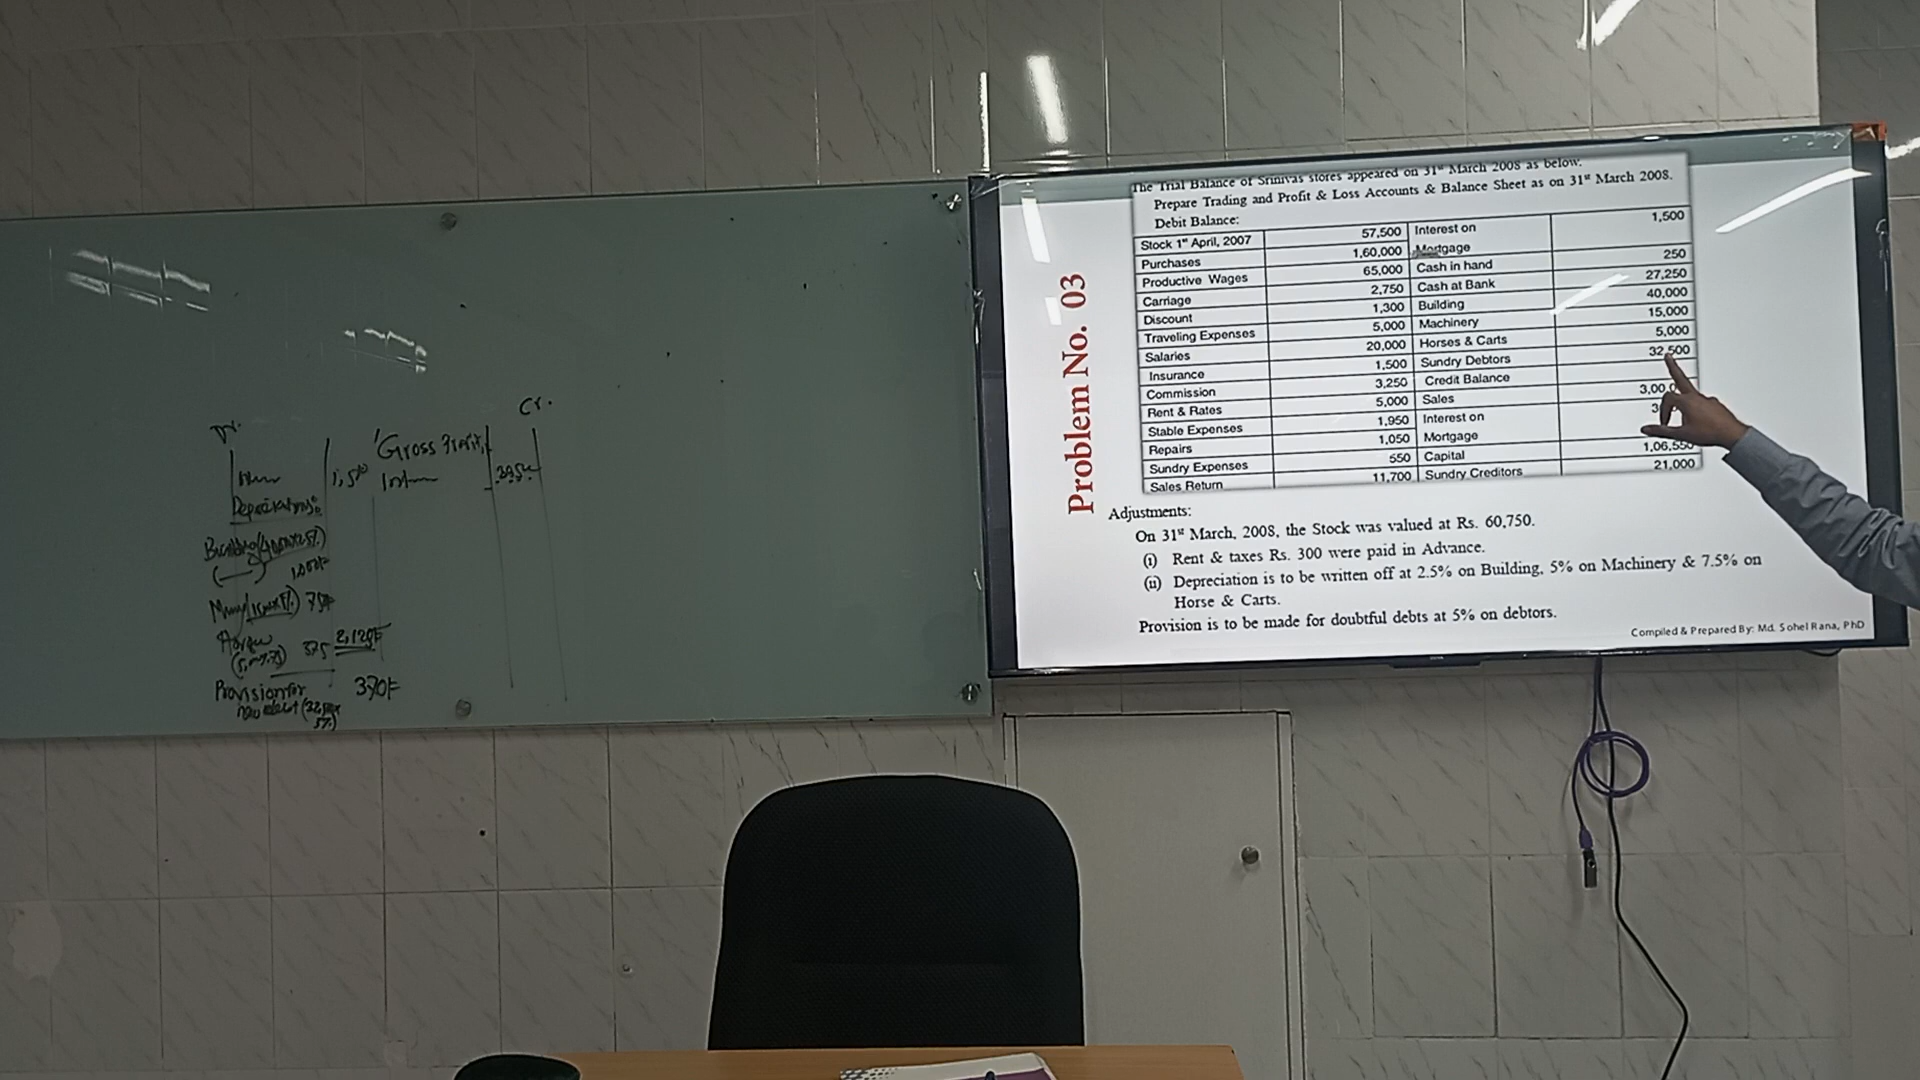 The Trial Balance of Srinivas stores appeared on 31st March 2008 as below.
Prepare Trading and Profit & Loss Accounts & Balance Sheet as on 31st March 2008.
Debit Balance:
Stock 1st April, 2007 57,500 Interest on Mortgage 1,500
Purchases 1,60,000 Cash in hand 250
Productive Wages 65,000 Cash at Bank 27,250
Carriage 2,750 Building 40,000
Discount 1,300 Machinery 15,000
Traveling Expenses 5,000 Horses & Carts 5,000
Salaries 20,000 Sundry Debtors 32,500
Insurance 1,500 Credit Balance
Commission 3,250 Sales 3,00,0
Rent & Rates 5,000 Interest on Mortgage
Stable Expenses 1,950 Capital 1,06,550
Repairs 1,050 Sundry Creditors 21,000
Sundry Expenses 550
Sales Return 11,700
Problem No. 03
Adjustments:
On 31st March, 2008, the Stock was valued at Rs. 60,750.
(i) Rent & taxes Rs. 300 were paid in Advance.
(ii) Depreciation is to be written off at 2.5% on Building, 5% on Machinery & 7.5% on
Horse & Carts.
Provision is to be made for doubtful debts at 5% on debtors.
Compiled & Prepared By: Md. Sohel Rana, PhD
Dr.
Cr.
Gross Profit
Depreciations:
375
Provision for